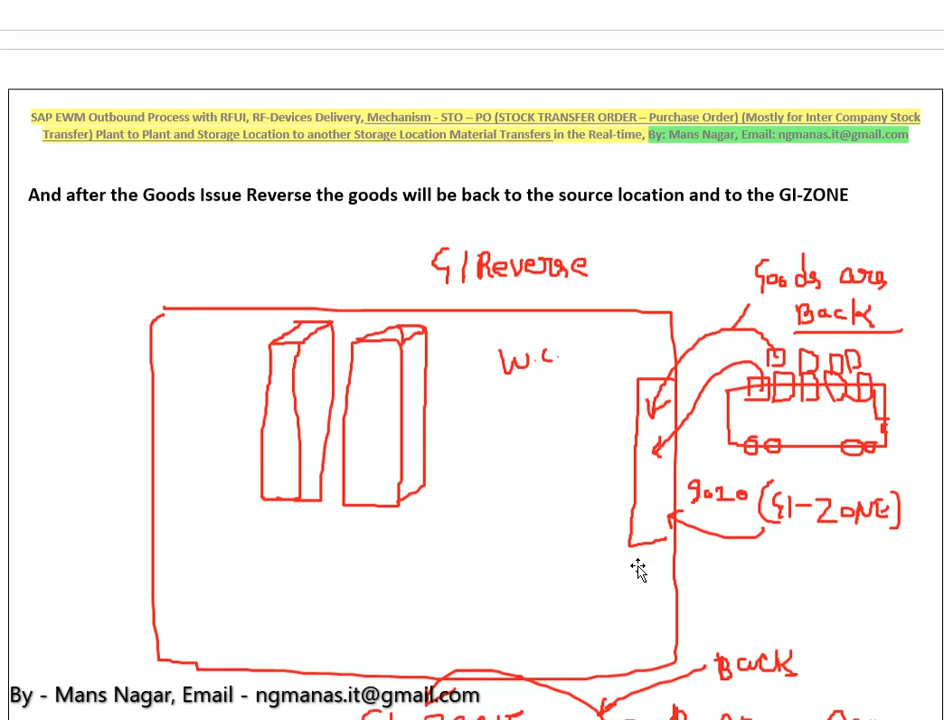 SAP EWM Outbound Process with RFUI, RF-Devices Delivery, Mechanism - STO – PO (STOCK TRANSFER ORDER – Purchase Order) (Mostly for Inter Company Stock
Transfer) Plant to Plant and Storage Location to another Storage Location Material Transfers in the Real-time, By: Mans Nagar, Email: ngmanas.it@gmail.com
And after the Goods Issue Reverse the goods will be back to the source location and to the GI-ZONE
GI Reverse
Goods are
Back
W.C.
9020 (GI-ZONE)
Back
By - Mans Nagar, Email - ngmanas.it@gmail.com